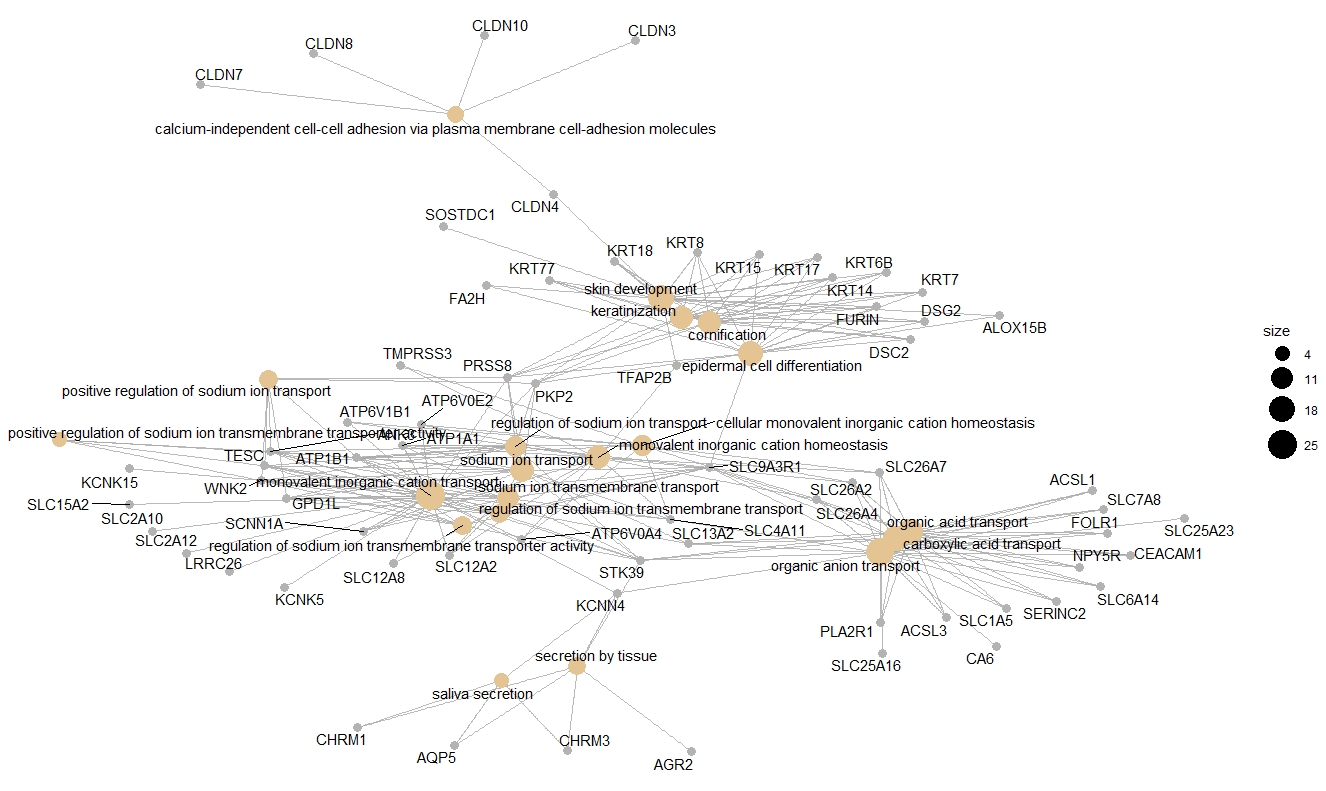 CLDN10
CLDN3
CLDN8
CLDN7
calcium-independent cell-cell adhesion via plasma membrane cell-adhesion molecules
CLDN4
SOSTDC1
KRT8
KRT18
KRT15
KRT17
KRT6B
KRT77
KRT7
skin development
KRT14
FA2H
keratinization
FURIN
DSG2
ALOX15B
cornification
size
4
TMPRSS3
DSC2
PRSS8
epidermal cell differentiation
TFAP2B
11
positive regulation of sodium ion transport
PKP2
ATP6V0E2
ATP6V1B1
18
regulation of sodium ion transport
cellular monovalent inorganic cation homeostasis
positive regulation of sodium ion transmembrane transporter activity
ANK3
ATP1A1
monovalent inorganic cation homeostasis
25
TESC
ATP1B1
sodium ion transport
SLC9A3R1
SLC26A7
KCNK15
monovalent inorganic cation transport
ACSL1
WNK2
sodium ion transmembrane transport
SLC26A2
SLC7A8
SLC15A2
GPD1L
regulation of sodium ion transmembrane transport
SLC26A4
SLC2A10
SCNN1A
organic acid transport
FOLR1
SLC25A23
SLC2A12
ATP6V0A4
SLC13A2
SLC4A11
regulation of sodium ion transmembrane transporter activity
carboxylic acid transport
NPY5R
CEACAM1
LRRC26
SLC12A2
organic anion transport
SLC12A8
STK39
KCNK5
KCNN4
SLC6A14
SERINC2
SLC1A5
PLA2R1
ACSL3
secretion by tissue
CA6
SLC25A16
saliva secretion
CHRM1
CHRM3
AQP5
AGR2